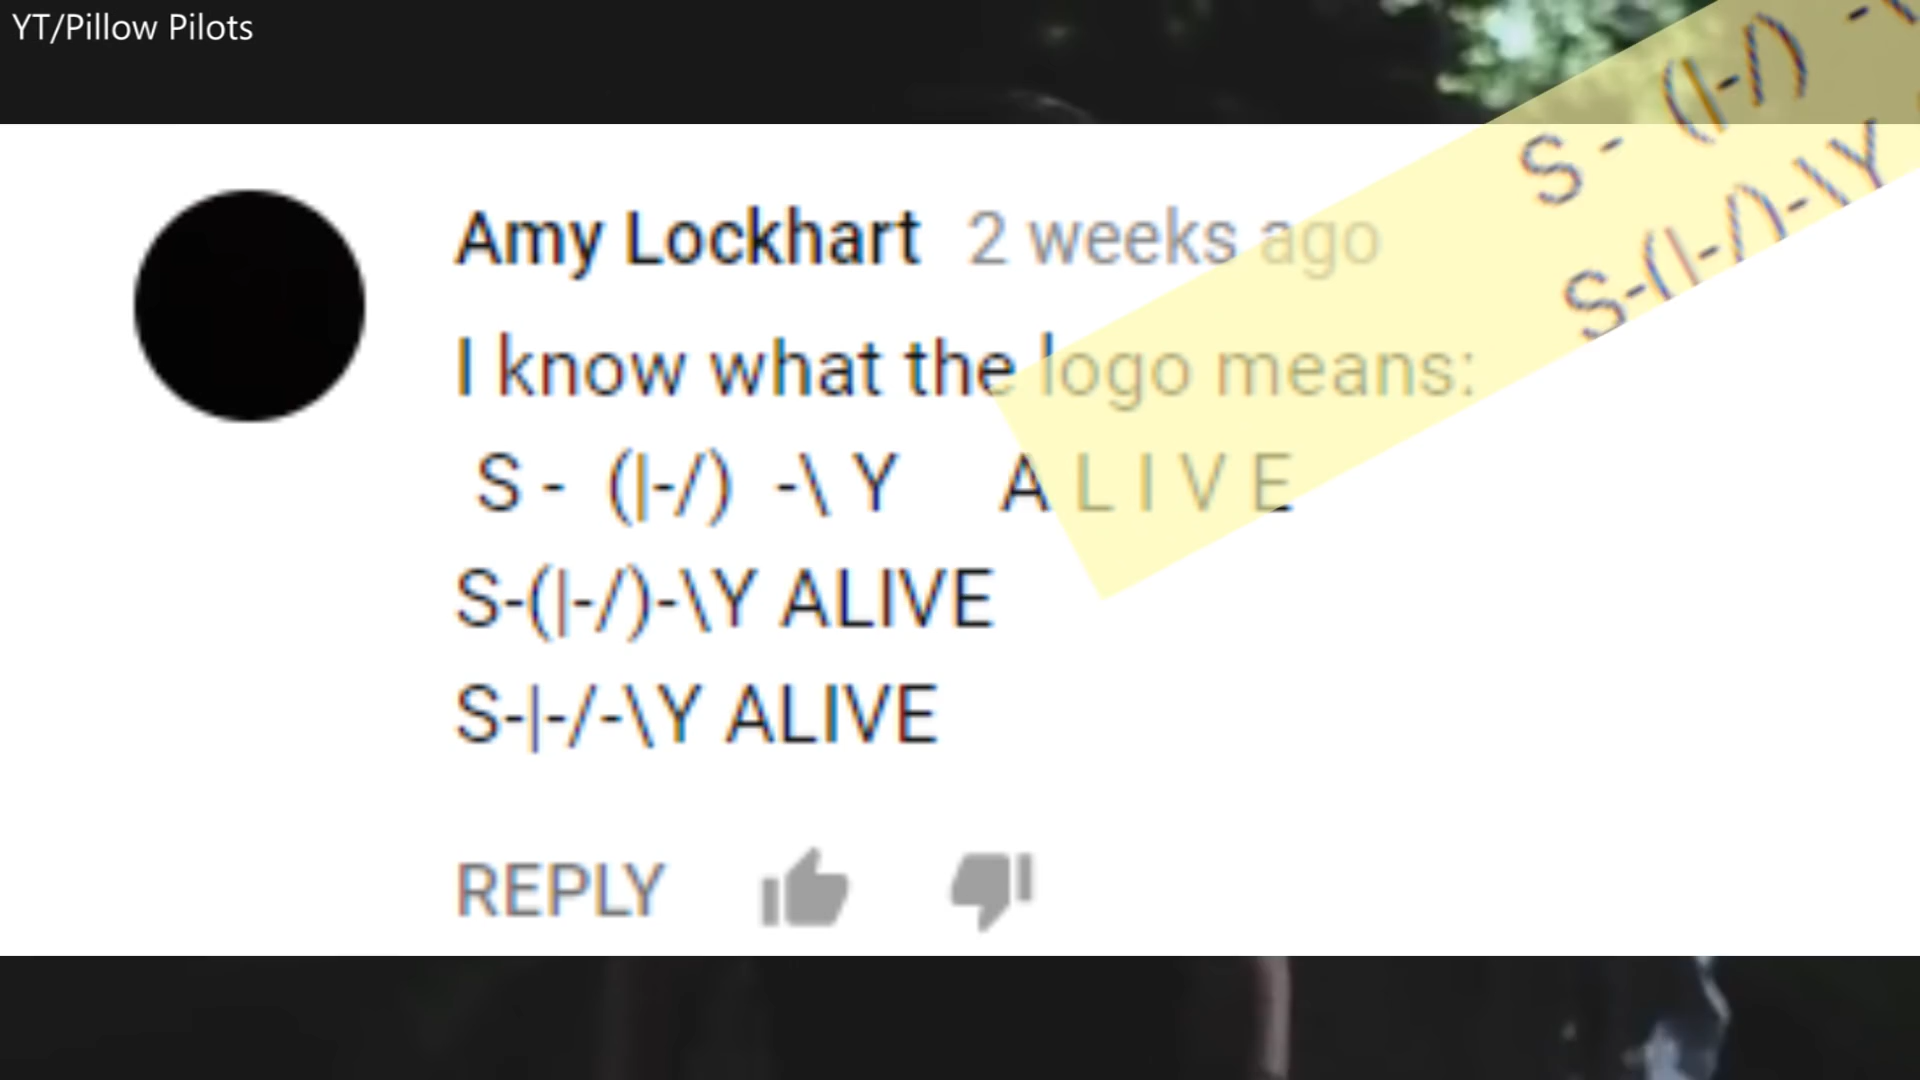 YT/Pillow Pilots
Amy Lockhart 2 weeks ago
I know what the logo means:
S - (|-/) -\ Y A L I V E
S-(|-/)-\Y ALIVE
S-|-/-\Y ALIVE
REPLY
S - (|-/) -
S-(|-/)-\Y